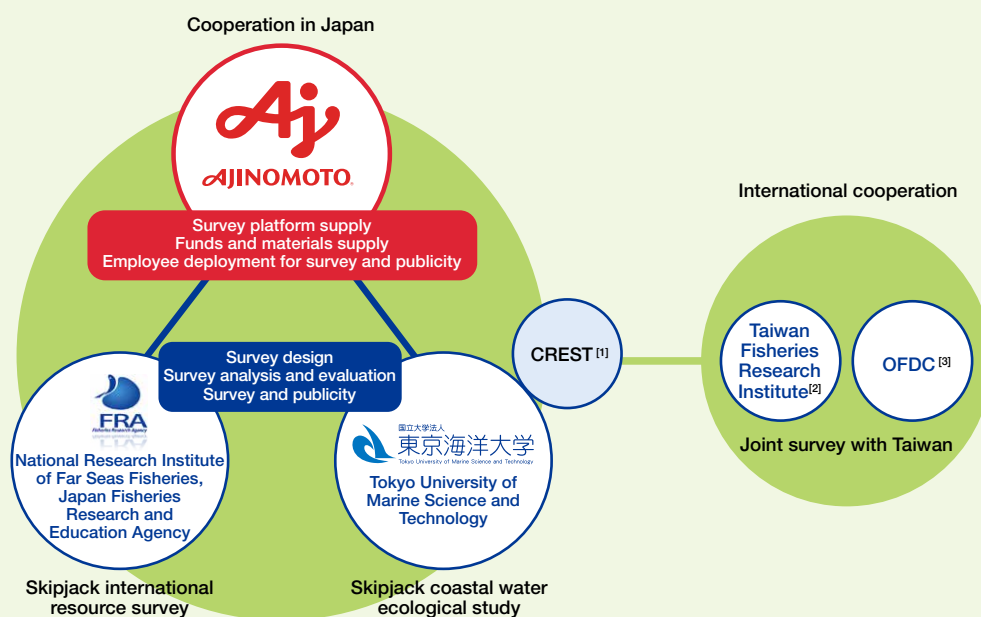 Cooperation in Japan
Aj
AJINOMOTO®
Survey platform supply
Funds and materials supply
Employee deployment for survey and publicity
Survey design
Survey analysis and evaluation
Survey and publicity
FRA
Fisheries Research Agency
National Research Institute
of Far Seas Fisheries,
Japan Fisheries
Research and
Education Agency
Skipjack international
resource survey
国立大学法人
東京海洋大学
Tokyo University of Marine Science and Technology
Tokyo University of
Marine Science and
Technology
Skipjack coastal water
ecological study
CREST [1]
International cooperation
Taiwan
Fisheries
Research
Institute[2]
OFDC [3]
Joint survey with Taiwan